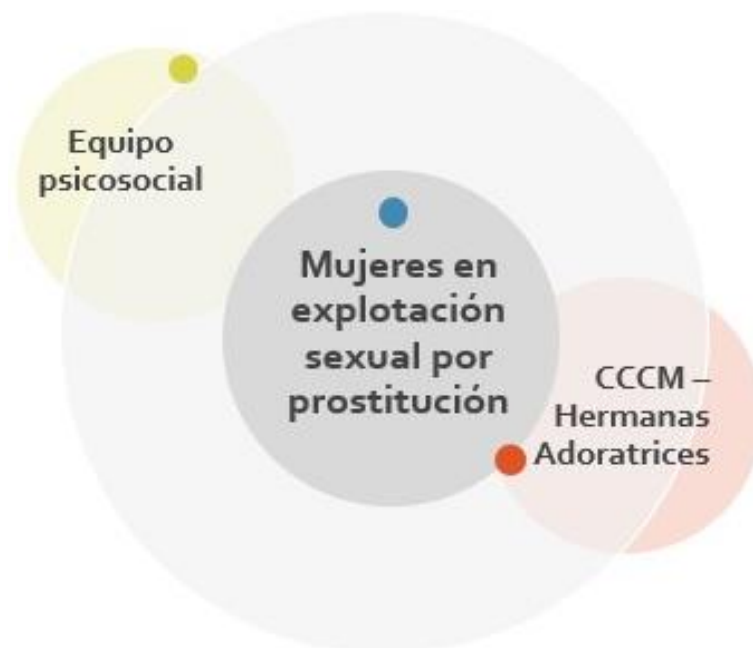 Equipo
psicosocial
Mujeres en
explotación
sexual por
prostitución
CCCM –
Hermanas
Adoratrices